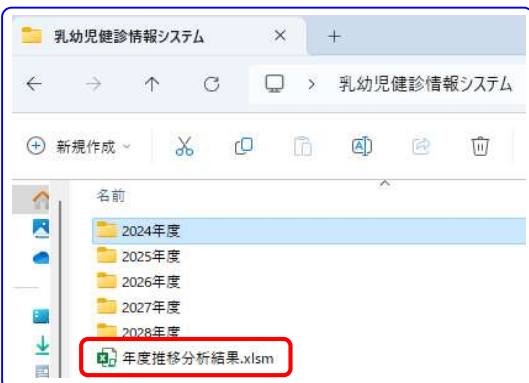 乳幼児健診情報システム
乳幼児健診情報システム
新規作成
名前
2024年度
2025年度
2026年度
2027年度
2028年度
年度推移分析結果.xlsm